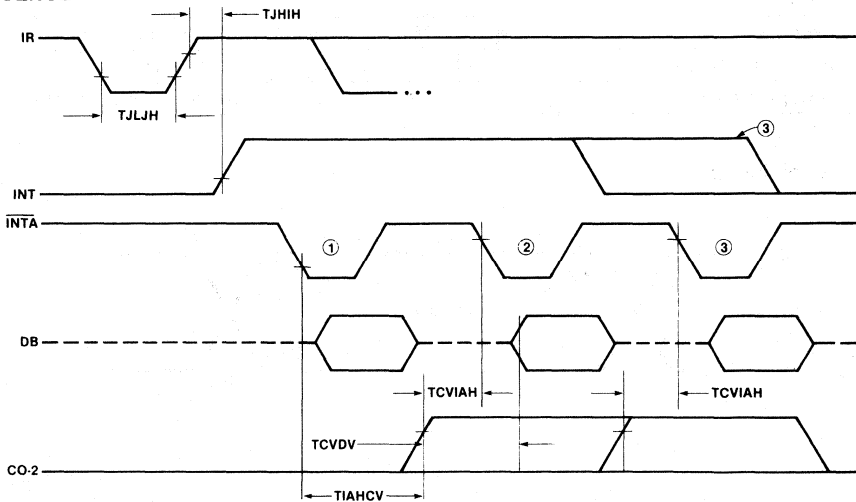 TJHIH
IR
TJLJH
...
③
INT
INTA
① ② ③
DB
TCVIAH TCVIAH
TCVDV
CO-2
TIAHCV